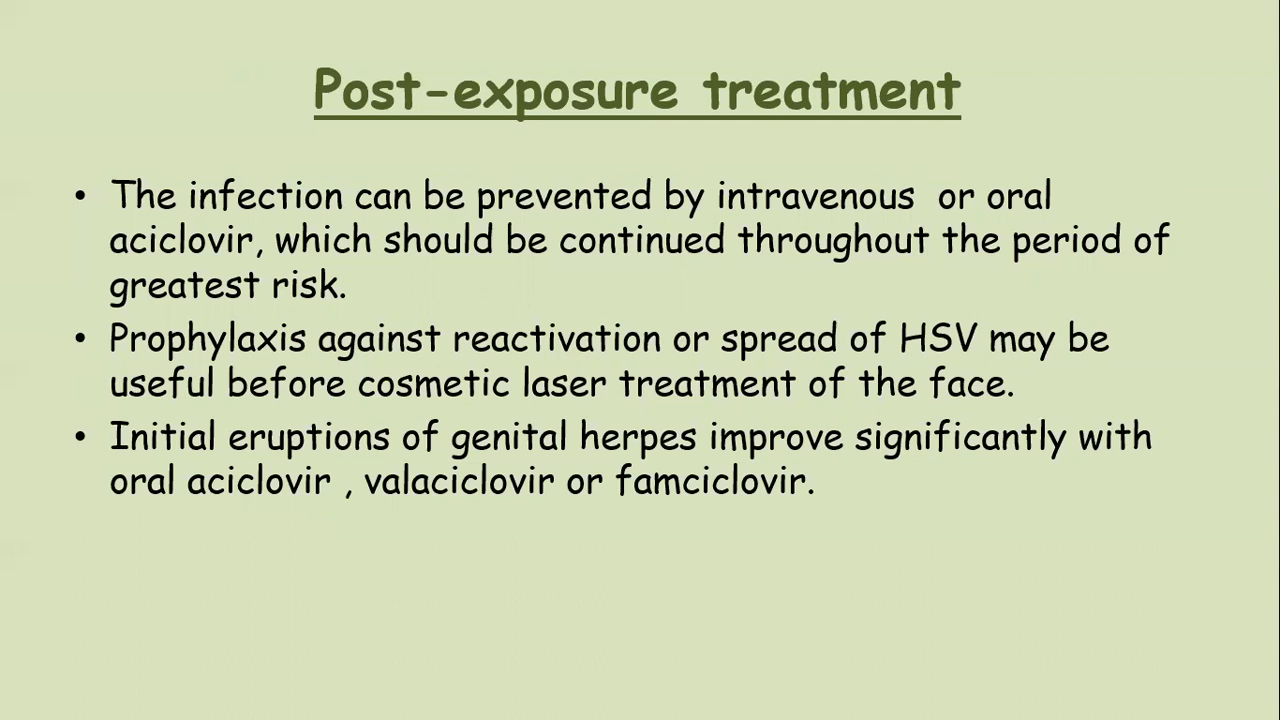 Post-exposure treatment
• The infection can be prevented by intravenous  or oral
aciclovir, which should be continued throughout the period of
greatest risk.
• Prophylaxis against reactivation or spread of HSV may be
useful before cosmetic laser treatment of the face.
• Initial eruptions of genital herpes improve significantly with
oral aciclovir , valaciclovir or famciclovir.